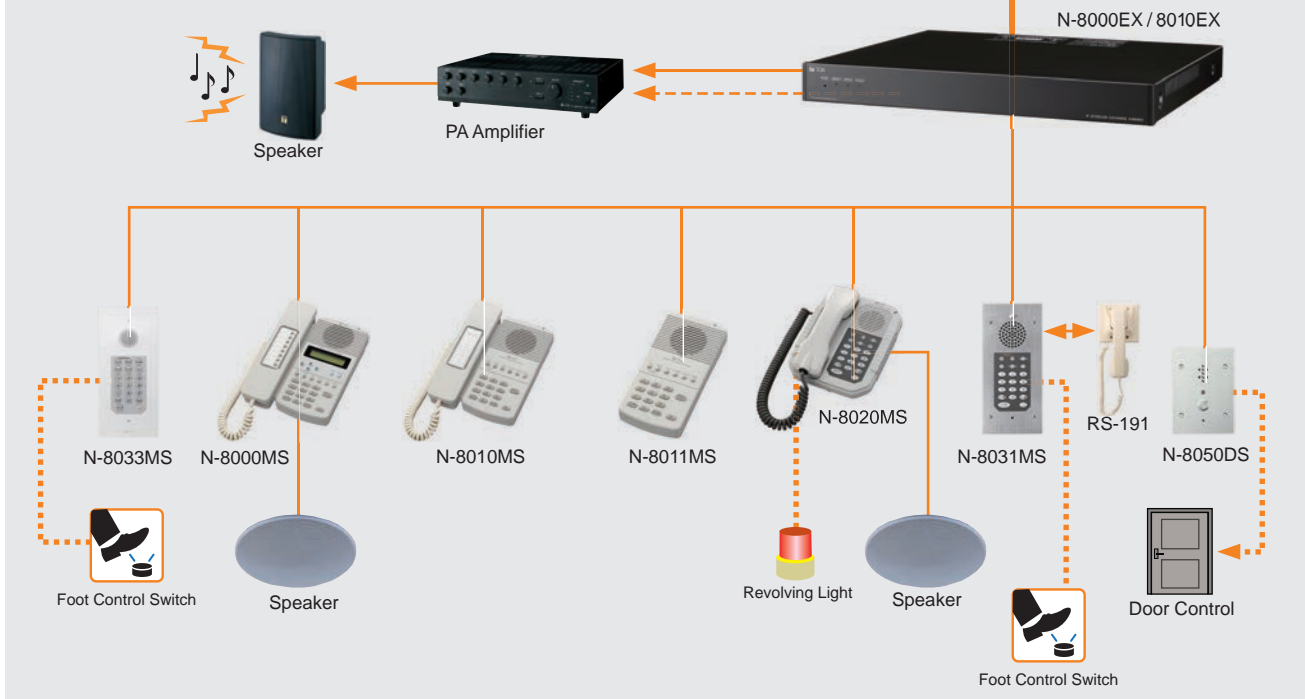 N-8000EX / 8010EX
PA Amplifier
Speaker
N-8033MS
N-8000MS
N-8010MS
N-8011MS
N-8020MS
N-8031MS
RS-191
N-8050DS
Foot Control Switch
Speaker
Revolving Light
Speaker
Door Control
Foot Control Switch